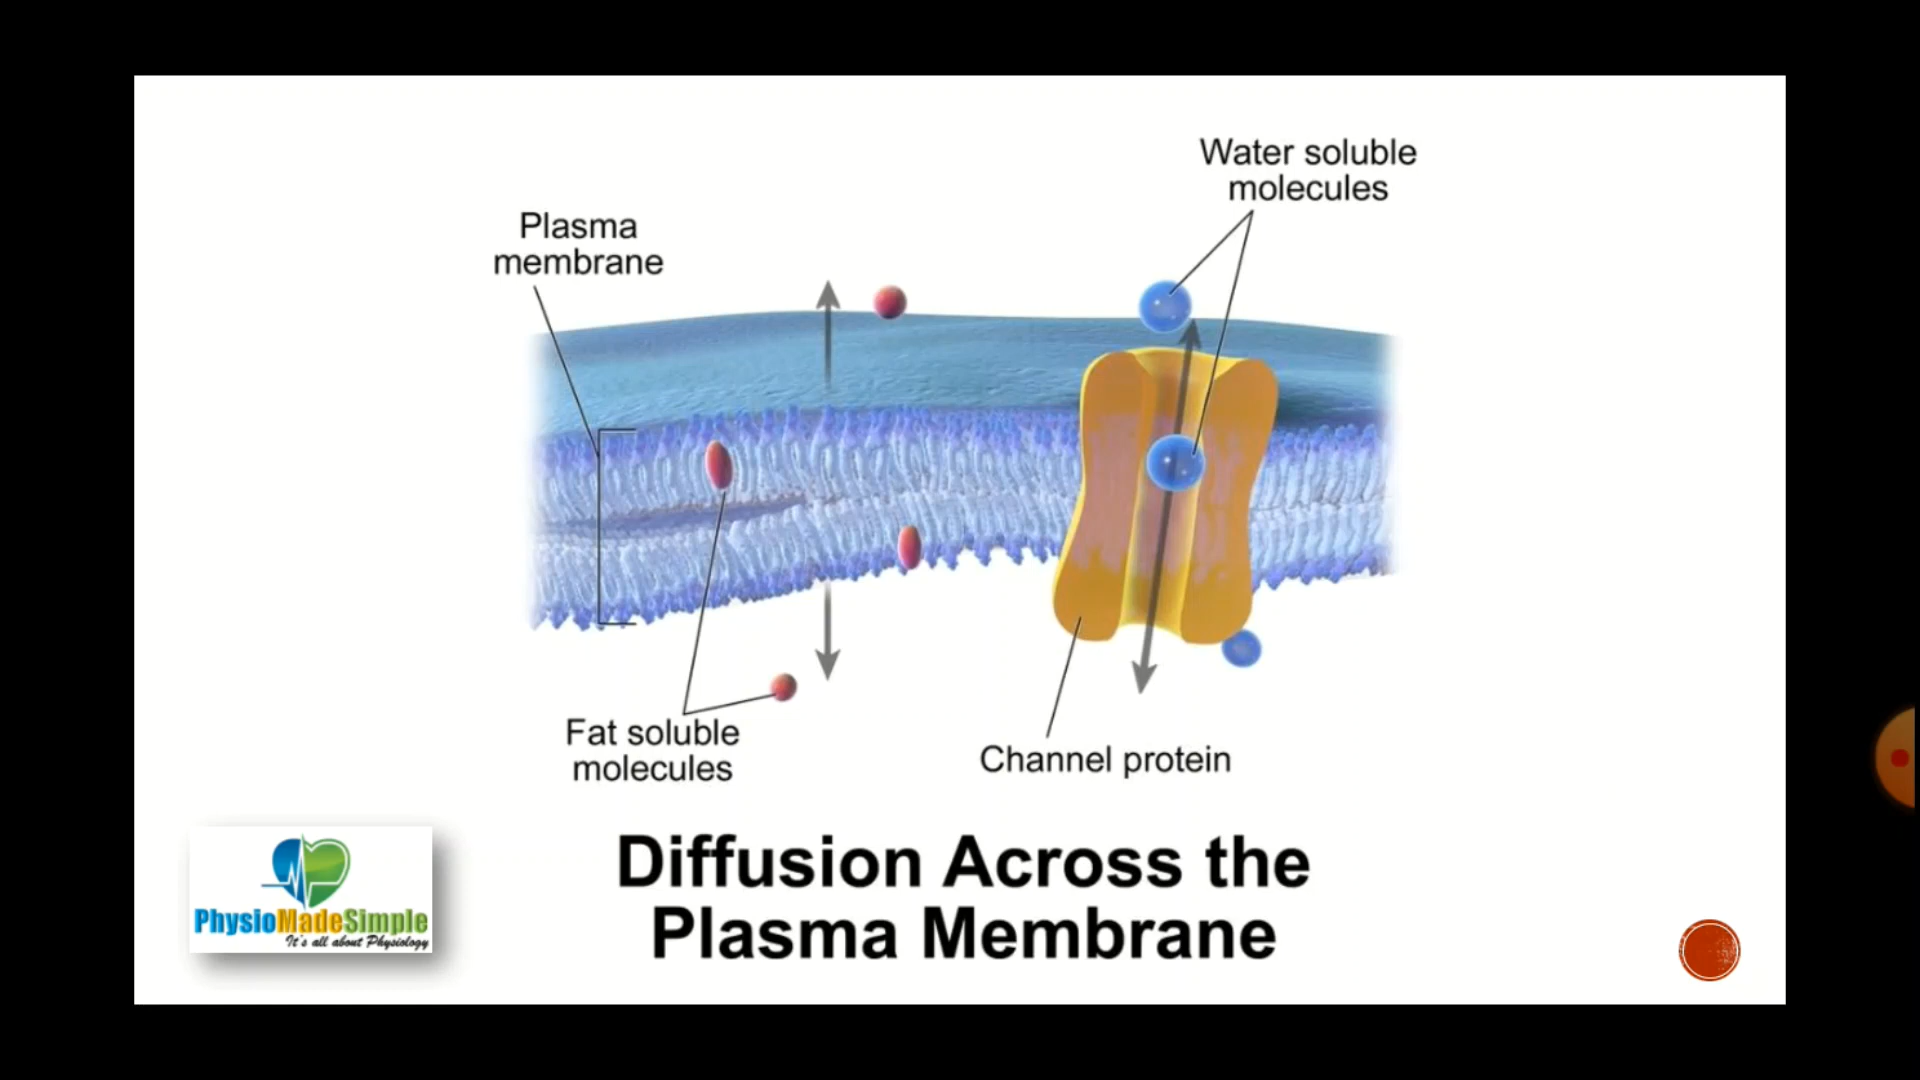 Water soluble
molecules
Plasma
membrane
Fat soluble
molecules
Channel protein
Diffusion Across the
Plasma Membrane
PhysioMadeSimple
It's all about Physiology